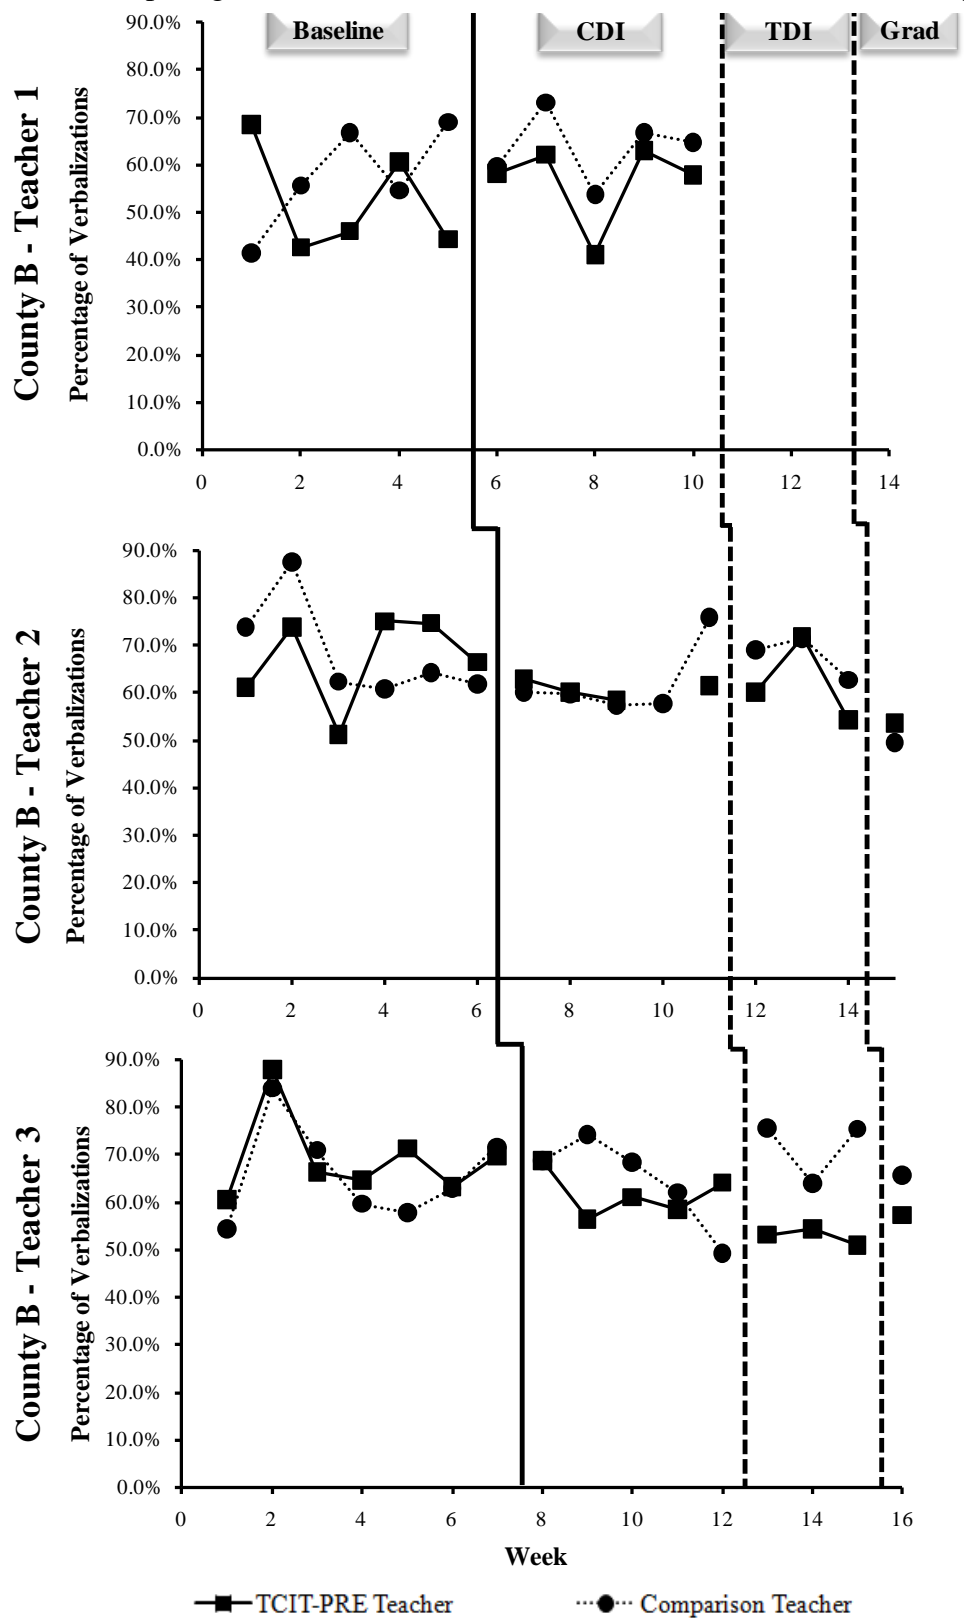 Baseline CDI TDI Grad
County B - Teacher 1
Percentage of Verbalizations
90.0%
80.0%
70.0%
60.0%
50.0%
40.0%
30.0%
20.0%
10.0%
0.0%
0 2 4 6 8 10 12 14
County B - Teacher 2
Percentage of Verbalizations
90.0%
80.0%
70.0%
60.0%
50.0%
40.0%
30.0%
20.0%
10.0%
0.0%
0 2 4 6 8 10 12 14
County B - Teacher 3
Percentage of Verbalizations
90.0%
80.0%
70.0%
60.0%
50.0%
40.0%
30.0%
20.0%
10.0%
0.0%
0 2 4 6 8 10 12 14 16
Week
TCIT-PRE Teacher Comparison Teacher